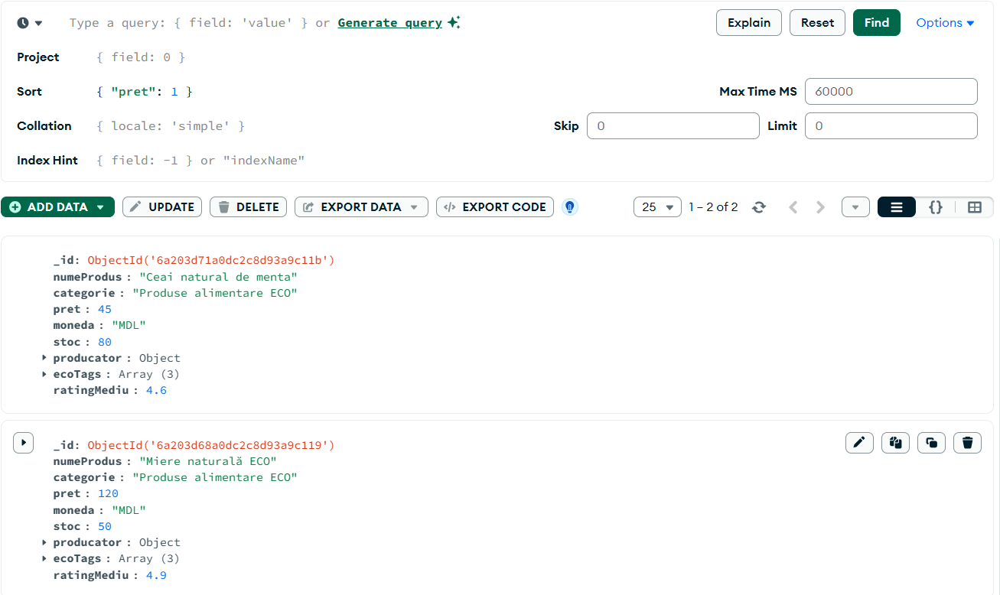 Type a query: { field: 'value' } or Generate query
Explain
Reset
Find
Options
Project { field: 0 }
Sort { "pret": 1 }
Max Time MS 60000
Collation { locale: 'simple' }
Skip 0
Limit 0
Index Hint { field: -1 } or "indexName"
ADD DATA
UPDATE
DELETE
EXPORT DATA
EXPORT CODE
25
1 – 2 of 2
{}
_id: ObjectId('6a203d71a0dc2c8d93a9c11b')
numeProdus : "Ceai natural de menta"
categorie : "Produse alimentare ECO"
pret : 45
moneda : "MDL"
stoc : 80
producator : Object
ecoTags : Array (3)
ratingMediu : 4.6
_id: ObjectId('6a203d68a0dc2c8d93a9c119')
numeProdus : "Miere naturală ECO"
categorie : "Produse alimentare ECO"
pret : 120
moneda : "MDL"
stoc : 50
producator : Object
ecoTags : Array (3)
ratingMediu : 4.9